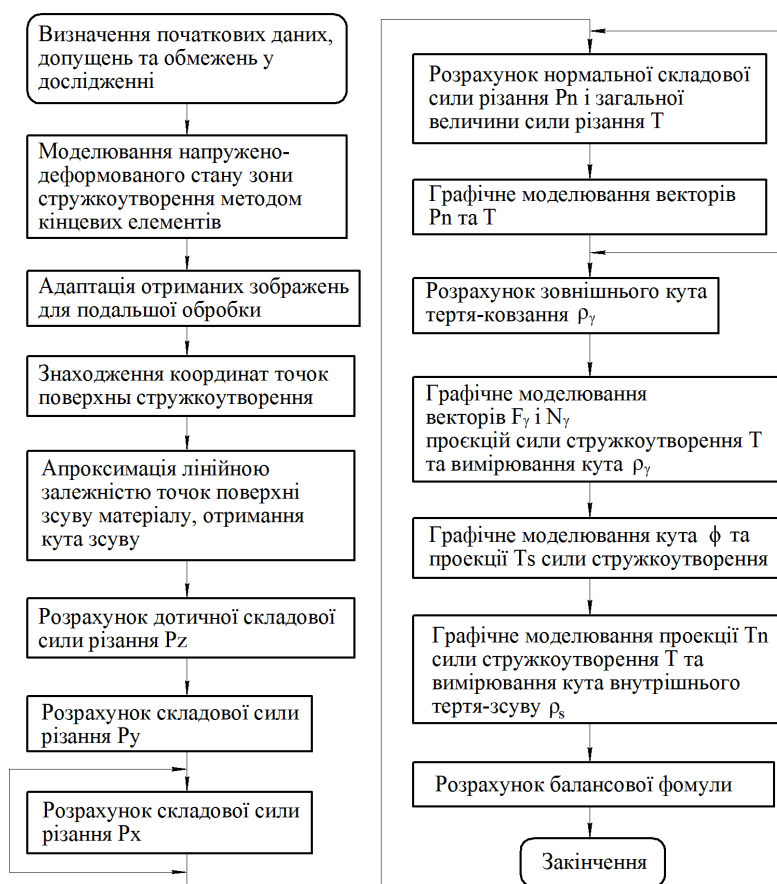 Визначення початкових даних,
допущень та обмежень у
дослідженні
Моделювання напружено-
деформованого стану зони
стружкоутворення методом
кінцевих елементів
Адаптація отриманих зображень
для подальшої обробки
Знаходження координат точок
поверхны стружкоутворення
Апроксимація лінійною
залежністю точок поверхні
зсуву матеріалу, отримання
кута зсуву
Розрахунок дотичної складової
сили різання Pz
Розрахунок складової сили
різання Py
Розрахунок складової сили
різання Px
Розрахунок нормальної складової
сили різання Pn і загальної
величини сили різання T
Графічне моделювання векторів
Pn та T
Розрахунок зовнішнього кута
тертя-ковзання ργ
Графічне моделювання
векторів Fγ і Nγ
проєкцій сили стружкоутворення T
та вимірювання кута ργ
Графічне моделювання кута ϕ та
проекції Ts сили стружкоутворення
Графічне моделювання проекції Tn
сили стружкоутворення T та
вимірювання кута внутрішнього
тертя-зсуву ρs
Розрахунок балансової фомули
Закінчення